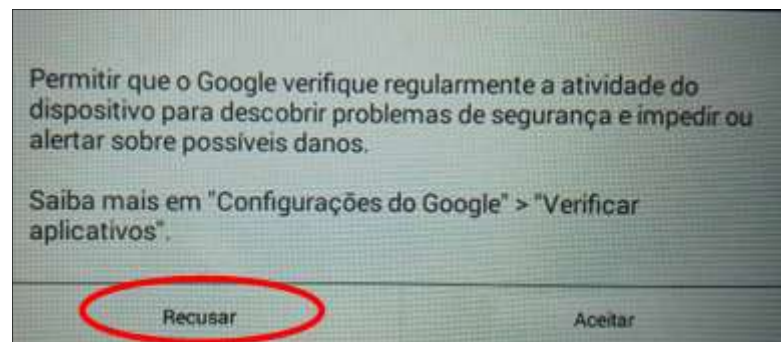 Permitir que o Google verifique regularmente a atividade do
dispositivo para descobrir problemas de segurança e impedir ou
alertar sobre possíveis danos.
Saiba mais em "Configurações do Google" > "Verificar
aplicativos".
Recusar
Aceitar